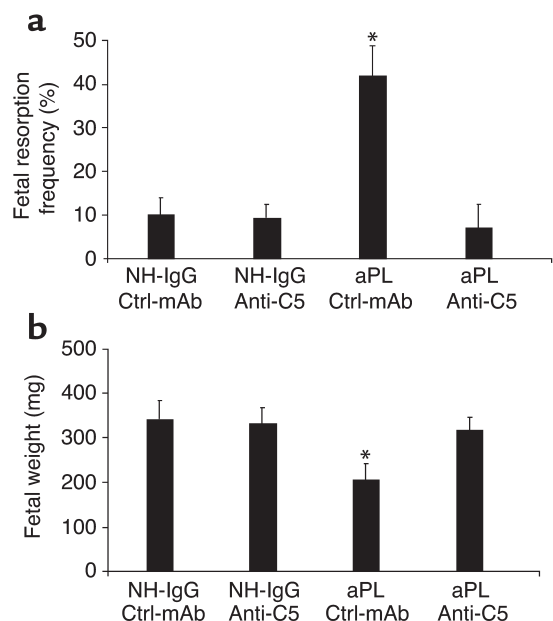 a
Fetal resorption
frequency (%)
50
40
30
20
10
0
*
NH-IgG
Ctrl-mAb
NH-IgG
Anti-C5
aPL
Ctrl-mAb
aPL
Anti-C5
b
Fetal weight (mg)
500
400
300
200
100
0
*
NH-IgG
Ctrl-mAb
NH-IgG
Anti-C5
aPL
Ctrl-mAb
aPL
Anti-C5